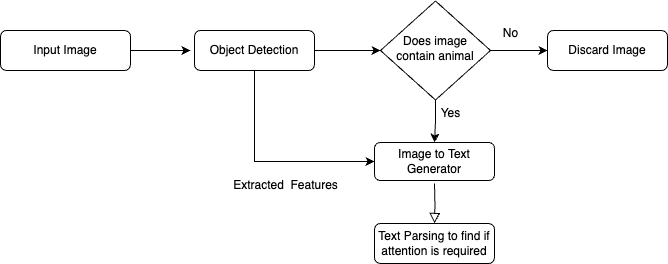 Input Image
Object Detection
Does image
contain animal
No
Discard Image
Yes
Image to Text
Generator
Extracted Features
Text Parsing to find if
attention is required